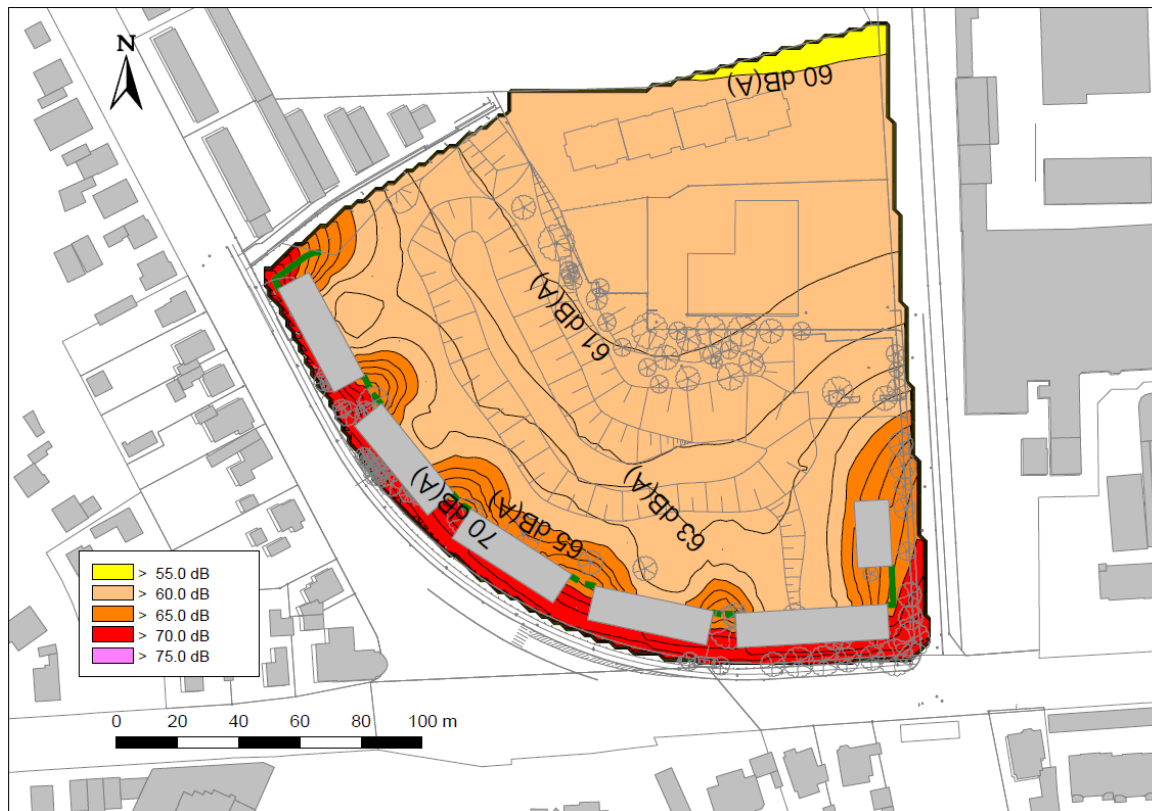 N
60 dB(A)
61 dB(A)
63 dB(A)
65 dB(A)
70 dB(A)
> 55.0 dB
> 60.0 dB
> 65.0 dB
> 70.0 dB
> 75.0 dB
0 20 40 60 80 100 m